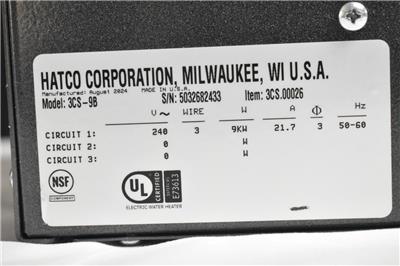 HATCO CORPORATION, MILWAUKEE, WI U.S.A.
Manufactured: August 2024 MADE IN U.S.A.
Model: 3CS-9B S/N: 5032682433 Item: 3CS.00026
V~ WIRE W A Φ Hz
CIRCUIT 1: 240 3 9KW 21.7 3 50-60
CIRCUIT 2: 0 W
CIRCUIT 3: 0 W
NSF
COMPONENT
UL
CERTIFIED
E73613
ELECTRIC WATER HEATER